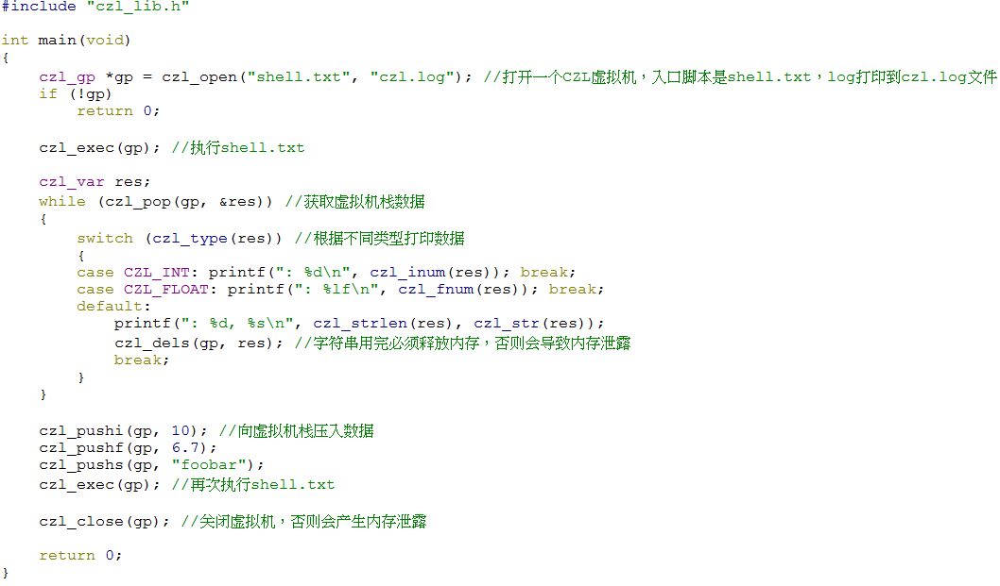 #include "czl_lib.h"

int main(void)
{
    czl_gp *gp = czl_open("shell.txt", "czl.log"); //打开一个CZL虚拟机，入口脚本是shell.txt，log打印到czl.log文件
    if (!gp)
        return 0;

    czl_exec(gp); //执行shell.txt

    czl_var res;
    while (czl_pop(gp, &res)) //获取虚拟机栈数据
    {
        switch (czl_type(res)) //根据不同类型打印数据
        {
        case CZL_INT: printf(": %d\n", czl_inum(res)); break;
        case CZL_FLOAT: printf(": %lf\n", czl_fnum(res)); break;
        default:
            printf(": %d, %s\n", czl_strlen(res), czl_str(res));
            czl_dels(gp, res); //字符串用完必须释放内存，否则会导致内存泄露
            break;
        }
    }

    czl_pushi(gp, 10); //向虚拟机栈压入数据
    czl_pushf(gp, 6.7);
    czl_pushs(gp, "foobar");
    czl_exec(gp); //再次执行shell.txt

    czl_close(gp); //关闭虚拟机，否则会产生内存泄露

    return 0;
}